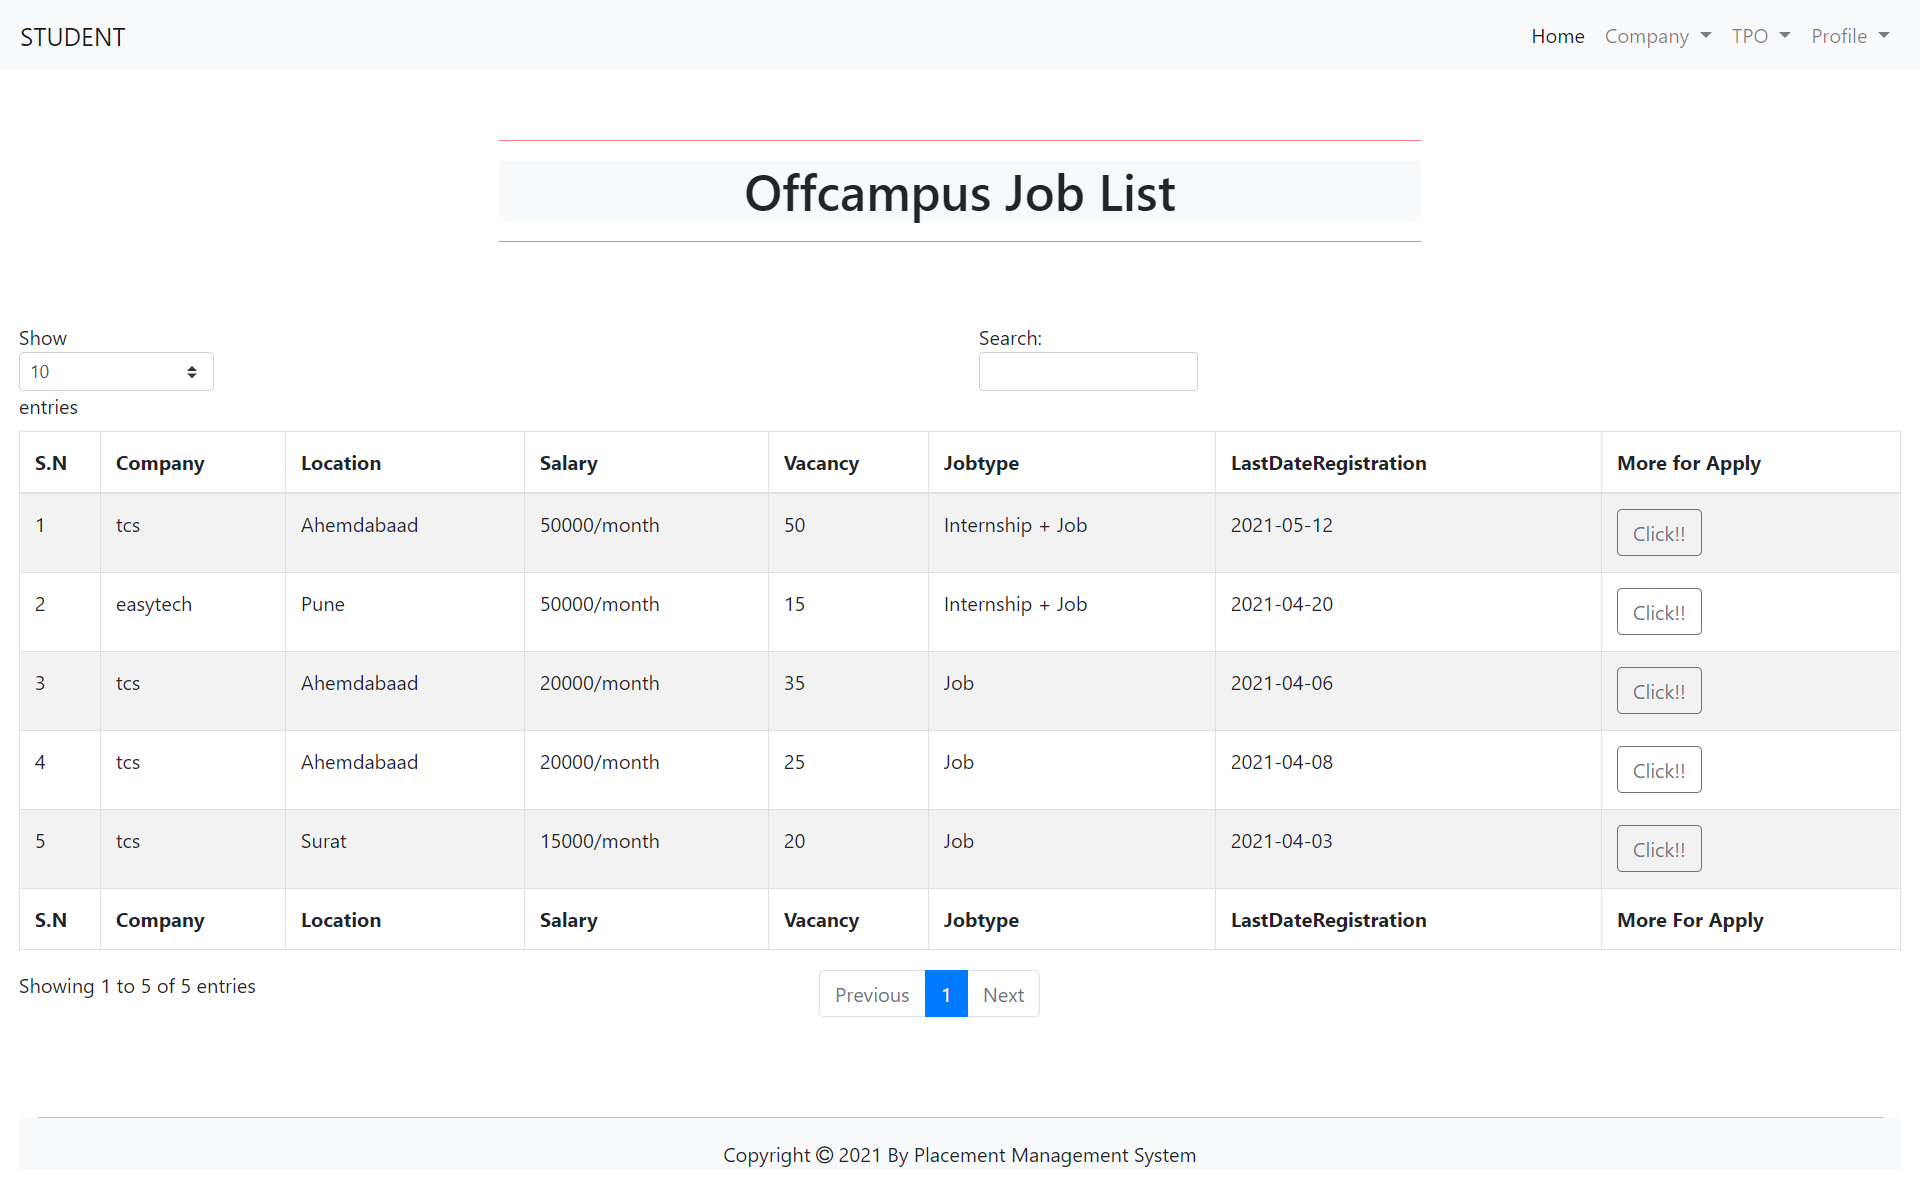 STUDENT Home Company TPO Profile
Offcampus Job List
Show Search:
10
entries
S.N Company Location Salary Vacancy Jobtype LastDateRegistration More for Apply
1 tcs Ahemdabaad 50000/month 50 Internship + Job 2021-05-12 Click!!
2 easytech Pune 50000/month 15 Internship + Job 2021-04-20 Click!!
3 tcs Ahemdabaad 20000/month 35 Job 2021-04-06 Click!!
4 tcs Ahemdabaad 20000/month 25 Job 2021-04-08 Click!!
5 tcs Surat 15000/month 20 Job 2021-04-03 Click!!
S.N Company Location Salary Vacancy Jobtype LastDateRegistration More For Apply
Showing 1 to 5 of 5 entries Previous 1 Next
Copyright © 2021 By Placement Management System